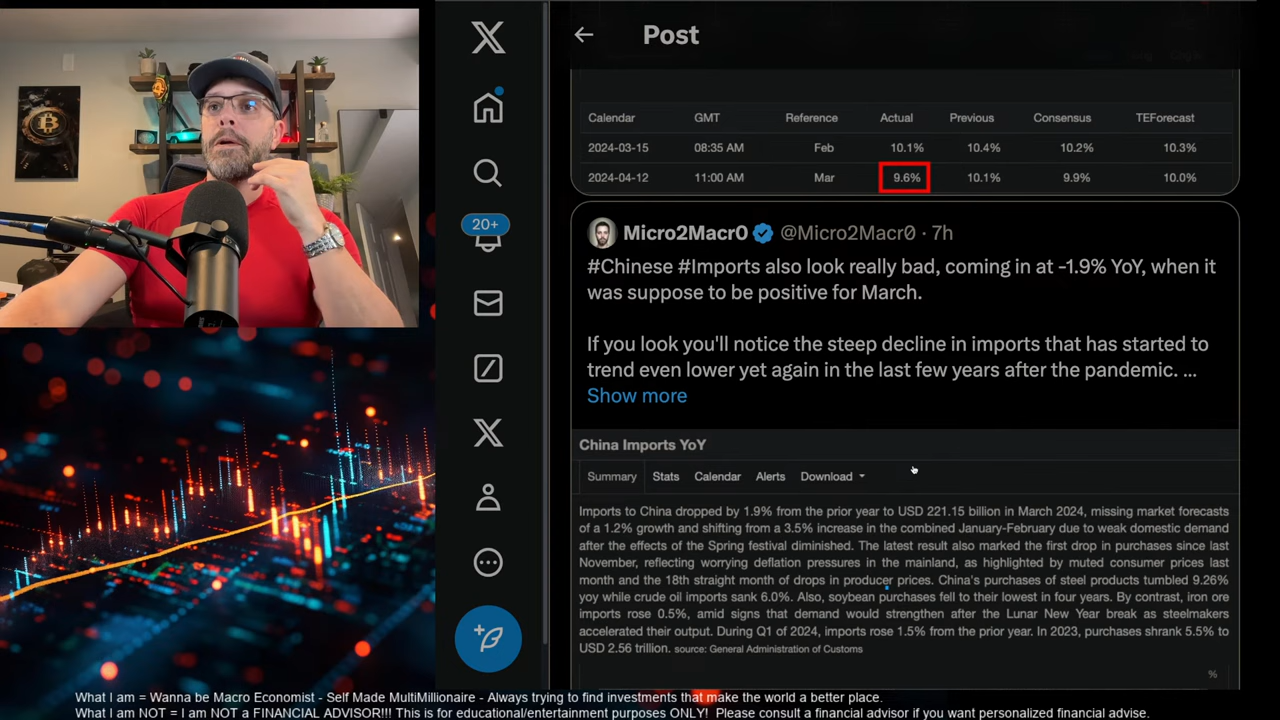 Post
Calendar GMT Reference Actual Previous Consensus TEForecast
2024-03-15 08:35 AM Feb 10.1% 10.4% 10.2% 10.3%
2024-04-12 11:00 AM Mar 9.6% 10.1% 9.9% 10.0%
20+
Micro2Macr0 @Micro2Macr0 · 7h
#Chinese #Imports also look really bad, coming in at -1.9% YoY, when it
was suppose to be positive for March.
If you look you'll notice the steep decline in imports that has started to
trend even lower yet again in the last few years after the pandemic. ...
Show more
China Imports YoY
Summary Stats Calendar Alerts Download
Imports to China dropped by 1.9% from the prior year to USD 221.15 billion in March 2024, missing market forecasts
of a 1.2% growth and shifting from a 3.5% increase in the combined January-February due to weak domestic demand
after the effects of the Spring festival diminished. The latest result also marked the first drop in purchases since last
November, reflecting worrying deflation pressures in the mainland, as highlighted by muted consumer prices last
month and the 18th straight month of drops in producer prices. China's purchases of steel products tumbled 9.26%
yoy while crude oil imports sank 6.0%. Also, soybean purchases fell to their lowest in four years. By contrast, iron ore
imports rose 0.5%, amid signs that demand would strengthen after the Lunar New Year break as steelmakers
accelerated their output. During Q1 of 2024, imports rose 1.5% from the prior year. In 2023, purchases shrank 5.5% to
USD 2.56 trillion. source: General Administration of Customs
%
What I am = Wanna be Macro Economist - Self Made MultiMillionaire - Always trying to find investments that make the world a better place.
What I am NOT = I am NOT a FINANCIAL ADVISOR!!! This is for educational/entertainment purposes ONLY! Please consult a financial advisor if you want personalized financial advise.